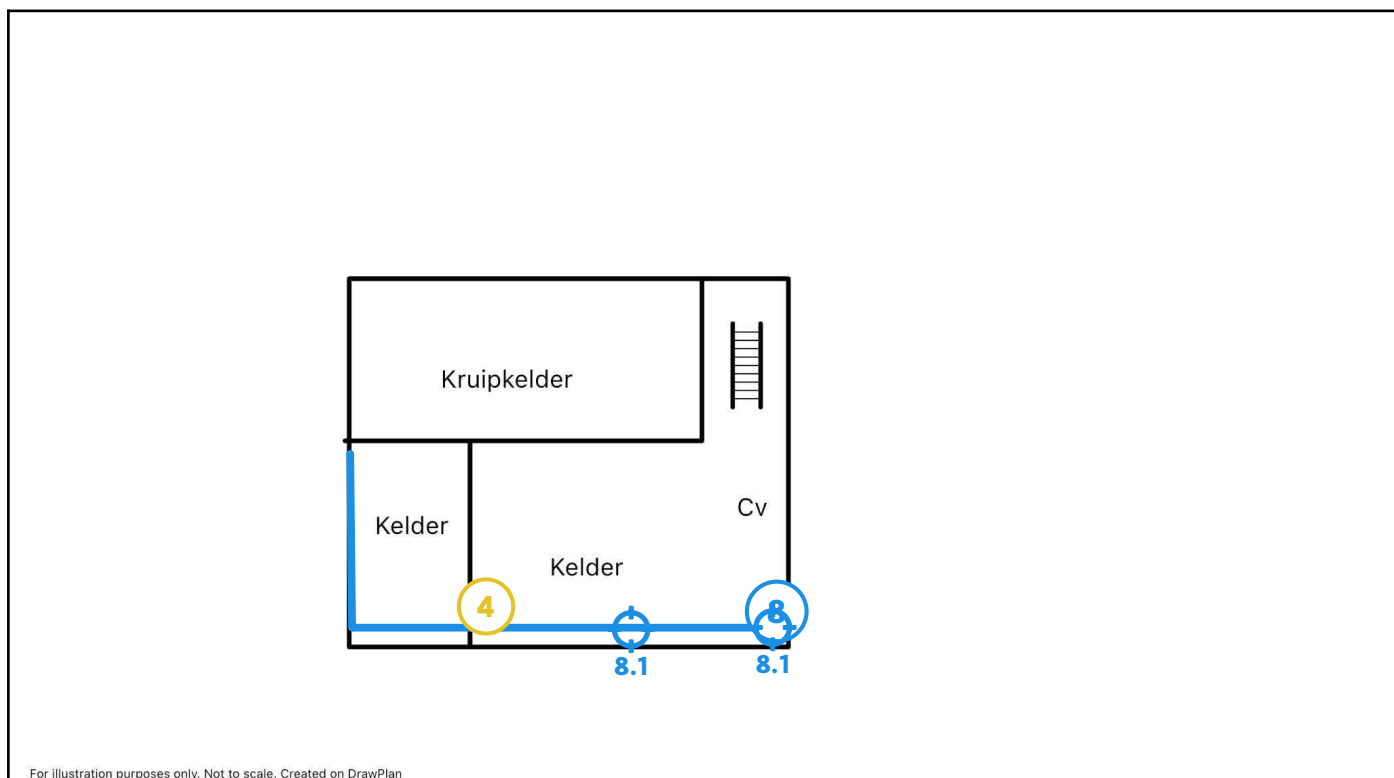 Kruipkelder
Cv
Kelder
Kelder
4
8
8.1
8.1
For illustration purposes only. Not to scale. Created on DrawPlan